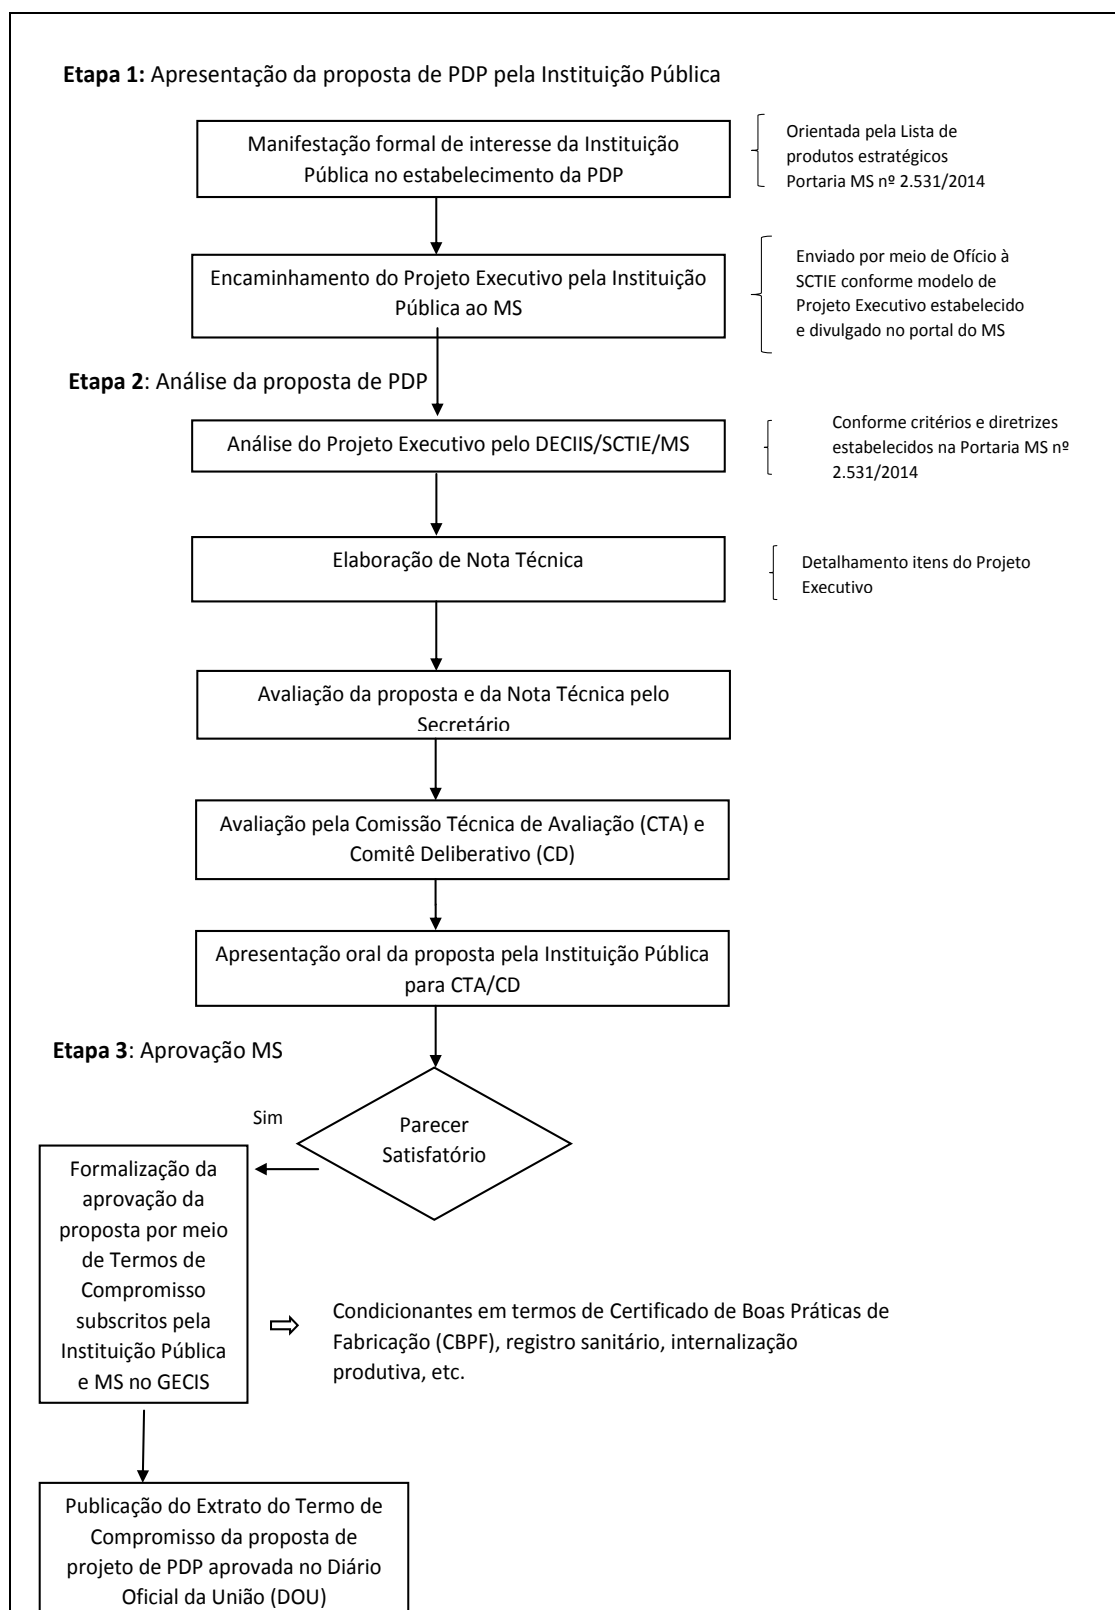 Etapa 1: Apresentação da proposta de PDP pela Instituição Pública
Manifestação formal de interesse da Instituição
Pública no estabelecimento da PDP
Orientada pela Lista de
produtos estratégicos
Portaria MS nº 2.531/2014
Encaminhamento do Projeto Executivo pela Instituição
Pública ao MS
Enviado por meio de Ofício à
SCTIE conforme modelo de
Projeto Executivo estabelecido
e divulgado no portal do MS
Etapa 2: Análise da proposta de PDP
Análise do Projeto Executivo pelo DECIIS/SCTIE/MS
Conforme critérios e diretrizes
estabelecidos na Portaria MS nº
2.531/2014
Elaboração de Nota Técnica
Detalhamento itens do Projeto
Executivo
Avaliação da proposta e da Nota Técnica pelo
Secretário
Avaliação pela Comissão Técnica de Avaliação (CTA) e
Comitê Deliberativo (CD)
Apresentação oral da proposta pela Instituição Pública
para CTA/CD
Etapa 3: Aprovação MS
Parecer
Satisfatório
Sim
Formalização da
aprovação da
proposta por meio
de Termos de
Compromisso
subscritos pela
Instituição Pública
e MS no GECIS
Condicionantes em termos de Certificado de Boas Práticas de
Fabricação (CBPF), registro sanitário, internalização
produtiva, etc.
Publicação do Extrato do Termo de
Compromisso da proposta de
projeto de PDP aprovada no Diário
Oficial da União (DOU)